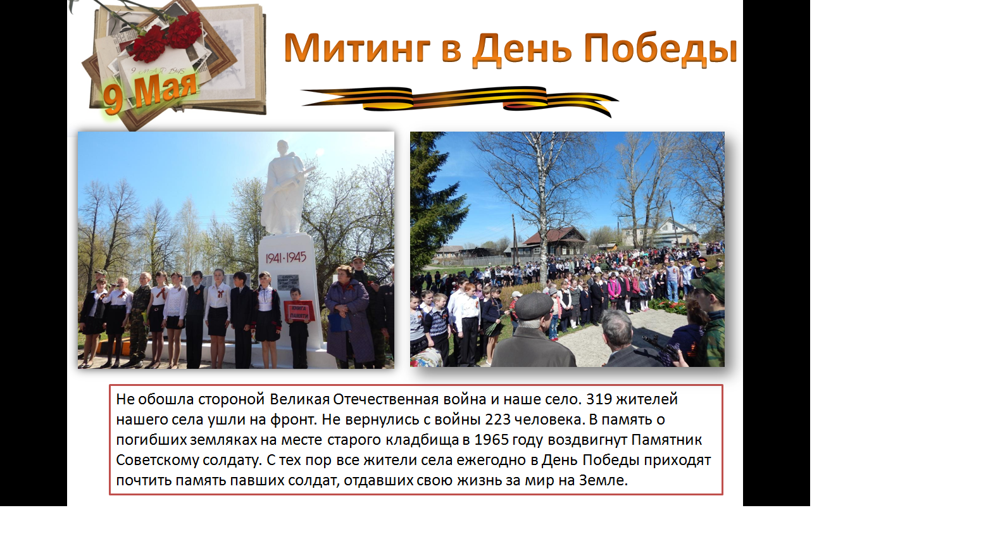 Митинг в День Победы
9 МАЯ 1945
9 Мая
1941-1945
КНИГА
ПАМЯТИ
Не обошла стороной Великая Отечественная война и наше село. 319 жителей
нашего села ушли на фронт. Не вернулись с войны 223 человека. В память о
погибших земляках на месте старого кладбища в 1965 году воздвигнут Памятник
Советскому солдату. С тех пор все жители села ежегодно в День Победы приходят
почтить память павших солдат, отдавших свою жизнь за мир на Земле.